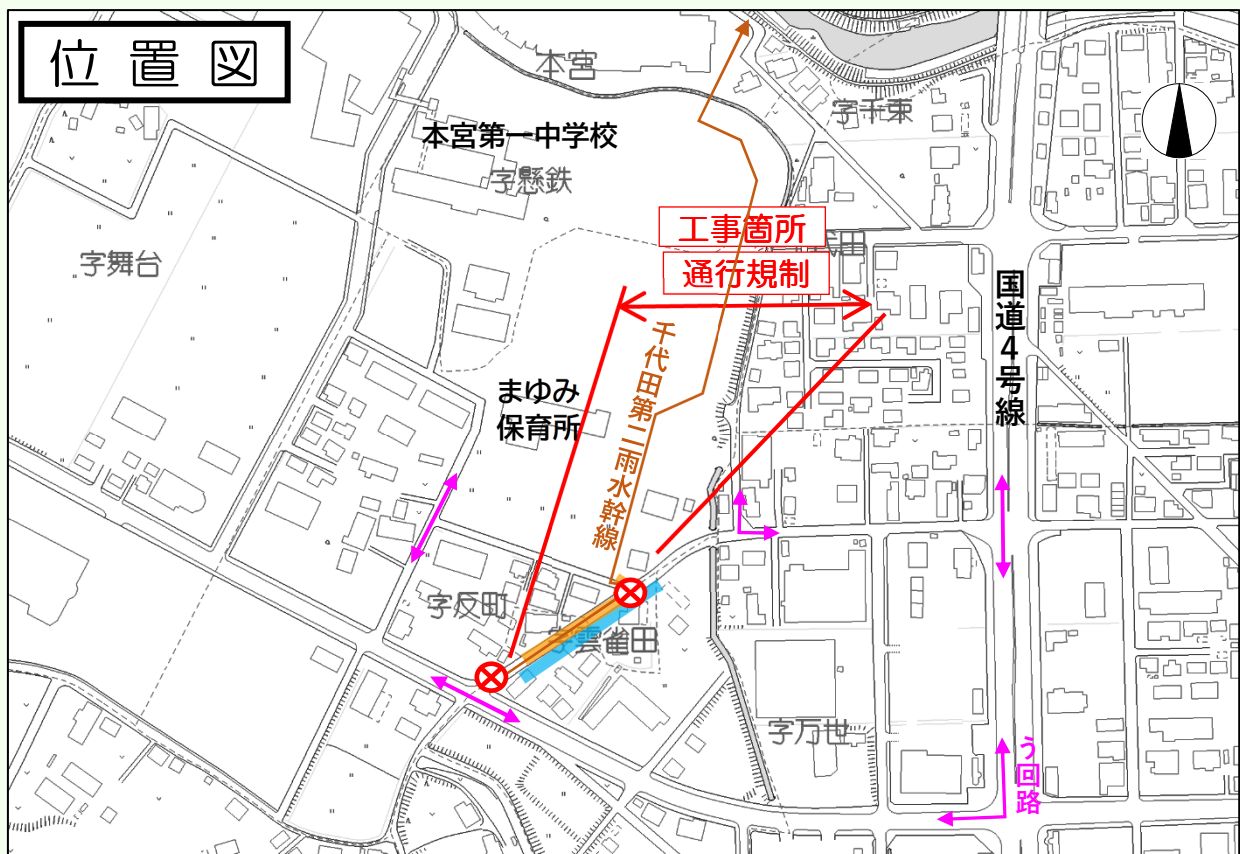 位置図
本宮
字千束
本宮第一中学校
字懸鉄
工事箇所
代田
通行規制
字舞台
国道4号線
千代田第二雨水幹線
まゆみ
保育所
字反町
字雲雀田
字万世
う回路